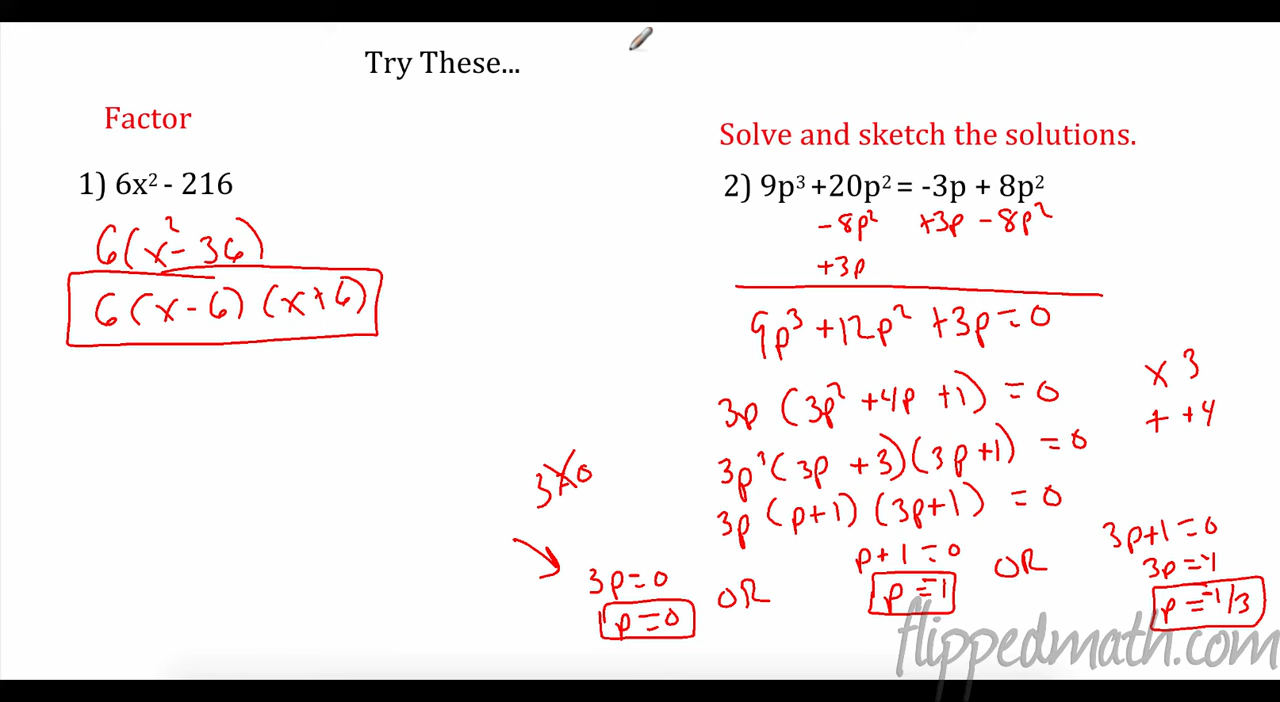 Try These...
Factor
1) 6x² - 216
6(x² - 36)
6(x - 6)(x + 6)
Solve and sketch the solutions.
2) 9p³ +20p² = -3p + 8p²
-8p² +3p - 8p²
+3p
9p³ +12p² +3p = 0
3p (3p² +4p +1) = 0
x 3
+ +4
3p (3p + 3)(3p +1) = 0
3p (p+1) (3p+1) = 0
3 0
3p = 0
p = 0
OR
p+1 = 0
p = -1
OR
3p+1 = 0
3p = -1
p = -1/3
flippedmath.com